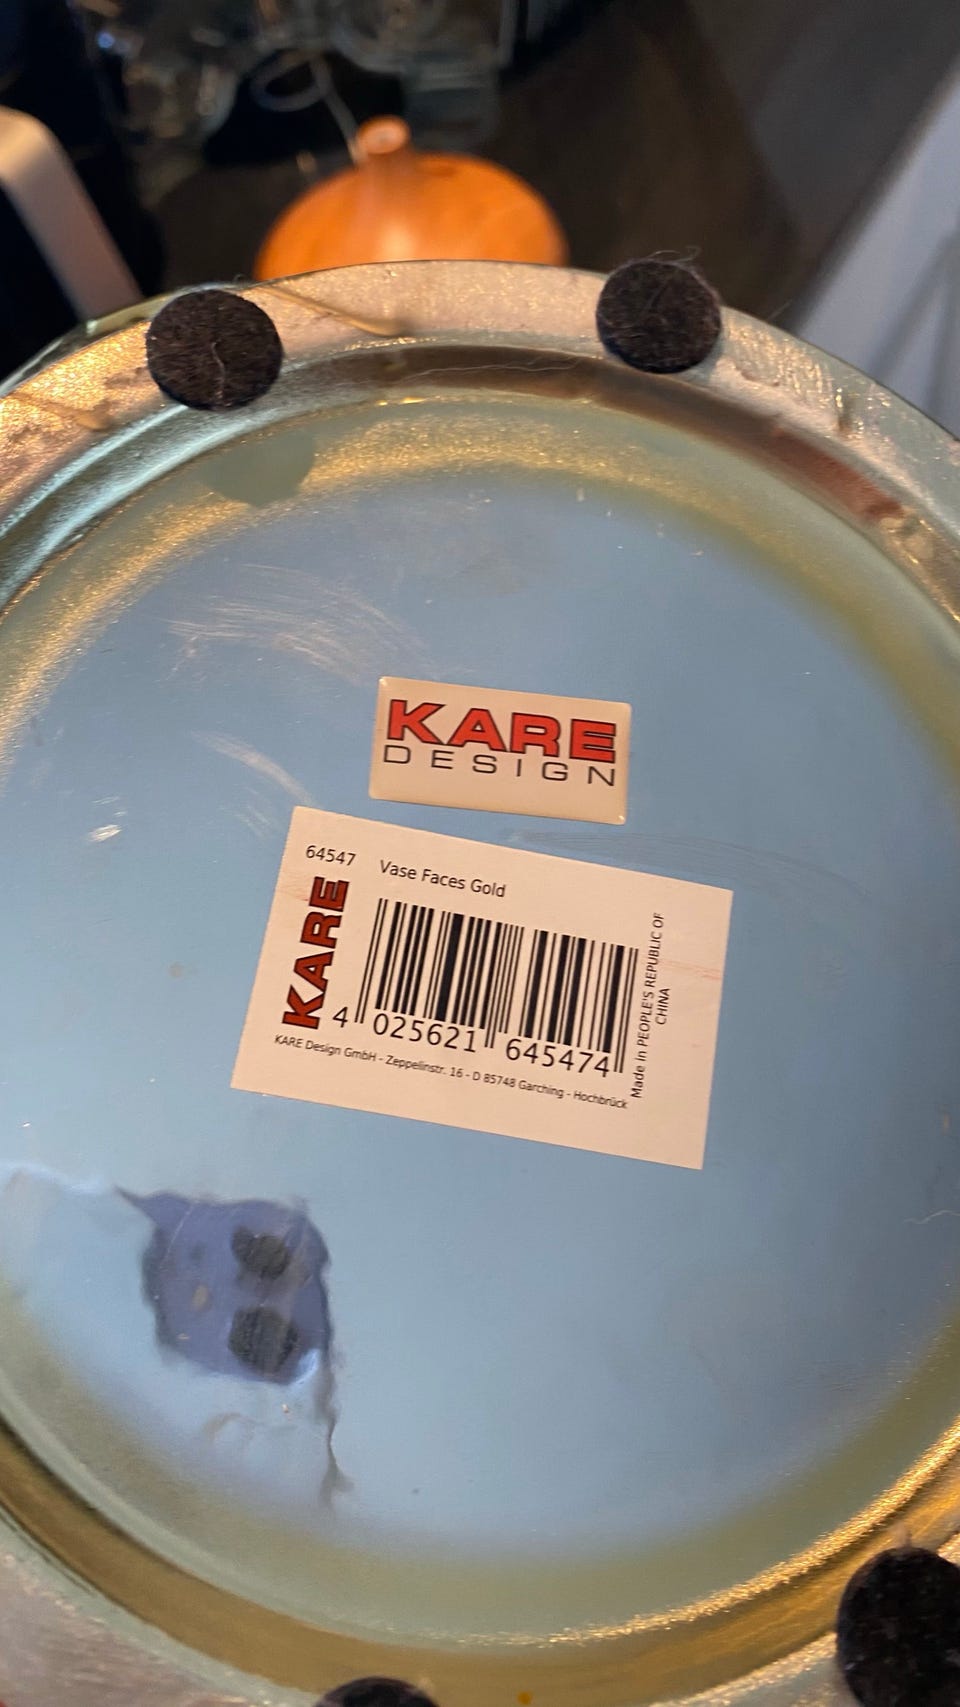 KARE
DESIGN
64547 Vase Faces Gold
KARE
4 025621 645474
Made in PEOPLE'S REPUBLIC OF
CHINA
KARE Design GmbH - Zeppelinstr. 16 - D 85748 Garching - Hochbrück